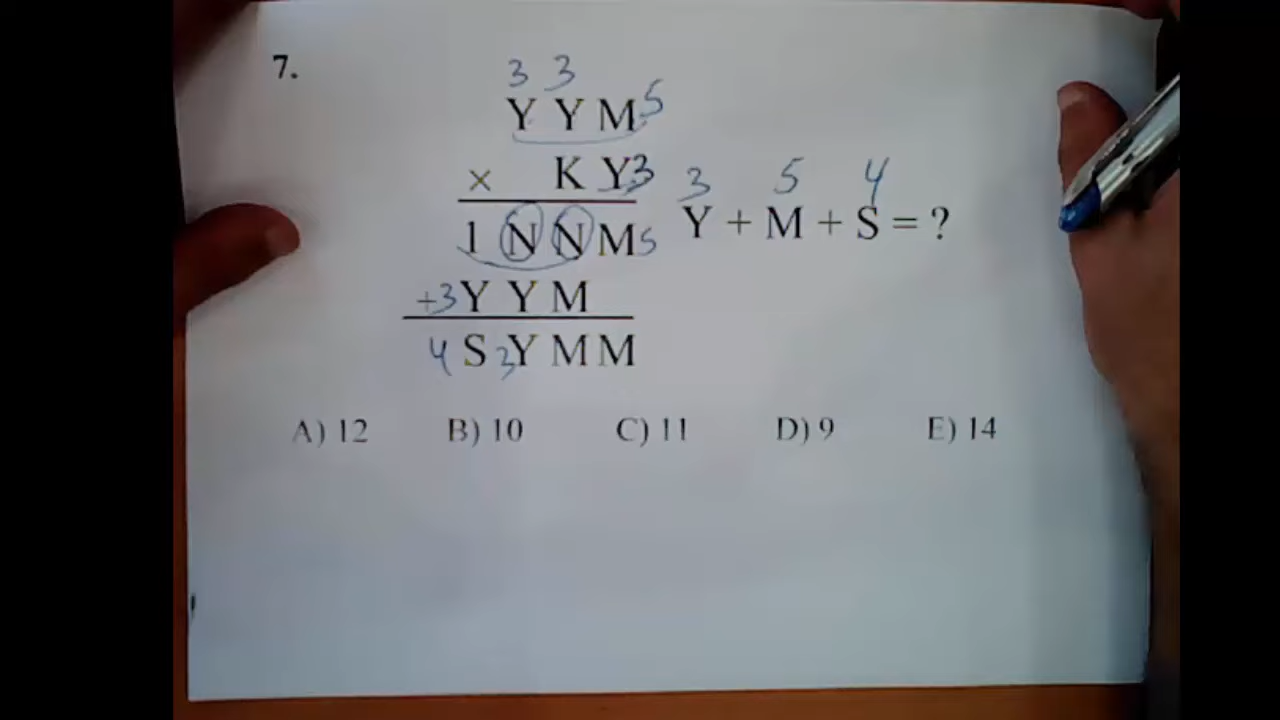 7.
3 3
Y Y M 5
× K Y 3
1 N N M 5
+ 3 Y Y M
4 S 3 Y M M
3 5 4
Y + M + S = ?
A) 12 B) 10 C) 11 D) 9 E) 14